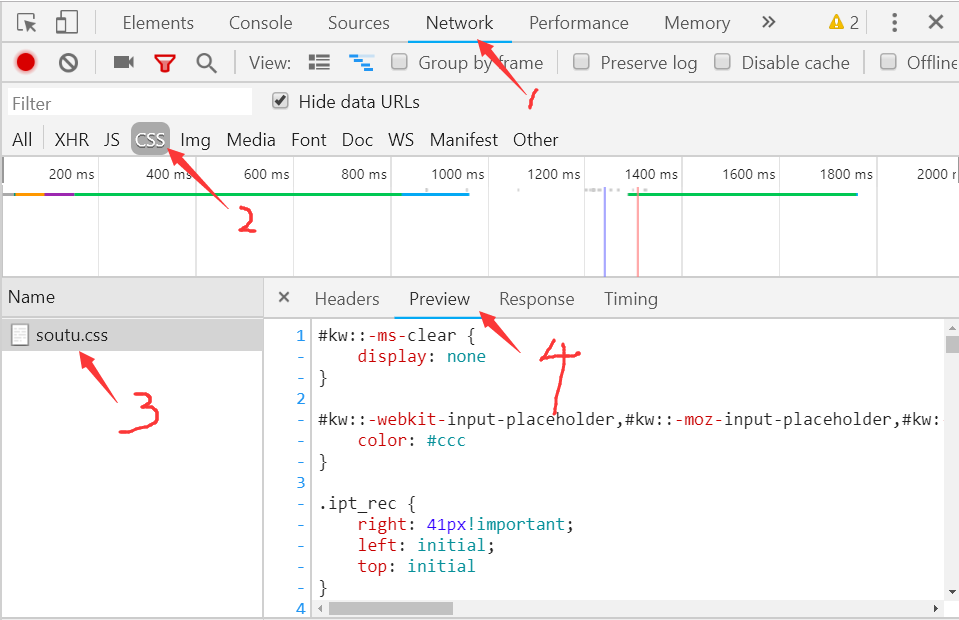 Elements Console Sources Network Performance Memory » 2
View: Group by frame Preserve log Disable cache Offline
1
Filter Hide data URLs
All XHR JS CSS Img Media Font Doc WS Manifest Other
200 ms 400 ms 600 ms 800 ms 1000 ms 1200 ms 1400 ms 1600 ms 1800 ms 2000
2
Name Headers Preview Response Timing
soutu.css
3
4
1 #kw::-ms-clear {
- display: none
- }
2
- #kw::-webkit-input-placeholder,#kw::-moz-input-placeholder,#kw:
- color: #ccc
- }
3
- .ipt_rec {
- right: 41px!important;
- left: initial;
- top: initial
- }
4